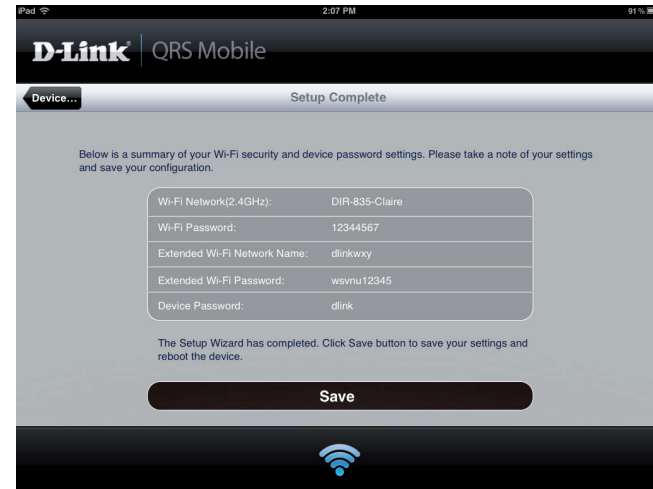 iPad 2:07 PM 91%
D-Link QRS Mobile
Device... Setup Complete
Below is a summary of your Wi-Fi security and device password settings. Please take a note of your settings
and save your configuration.
Wi-Fi Network(2.4GHz): DIR-835-Claire
Wi-Fi Password: 12344567
Extended Wi-Fi Network Name: dlinkwxy
Extended Wi-Fi Password: wsvnu12345
Device Password: dlink
The Setup Wizard has completed. Click Save button to save your settings and
reboot the device.
Save